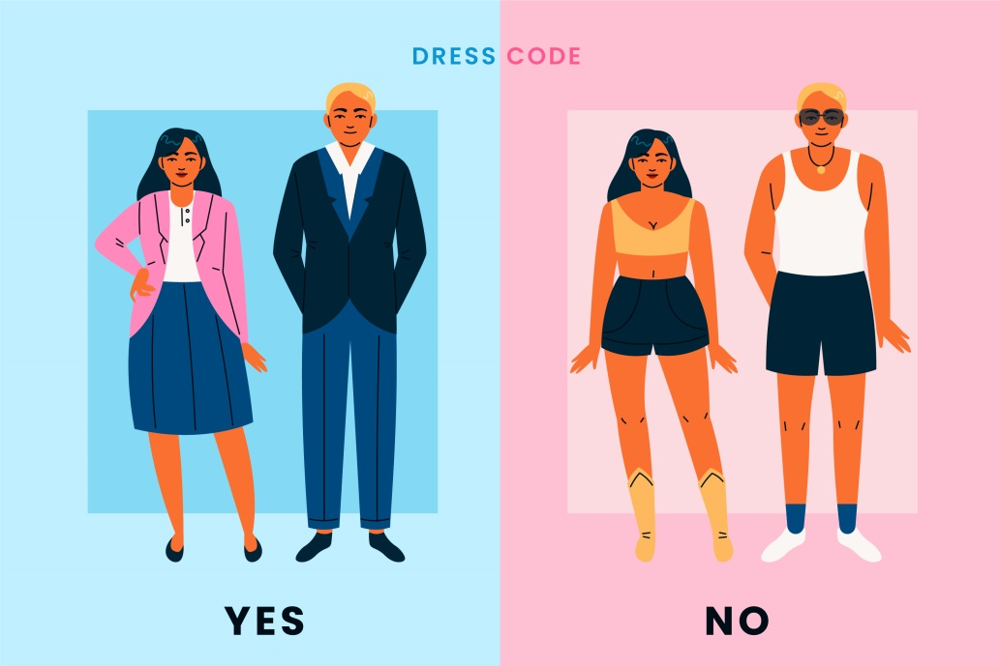 DRESS CODE
YES
NO